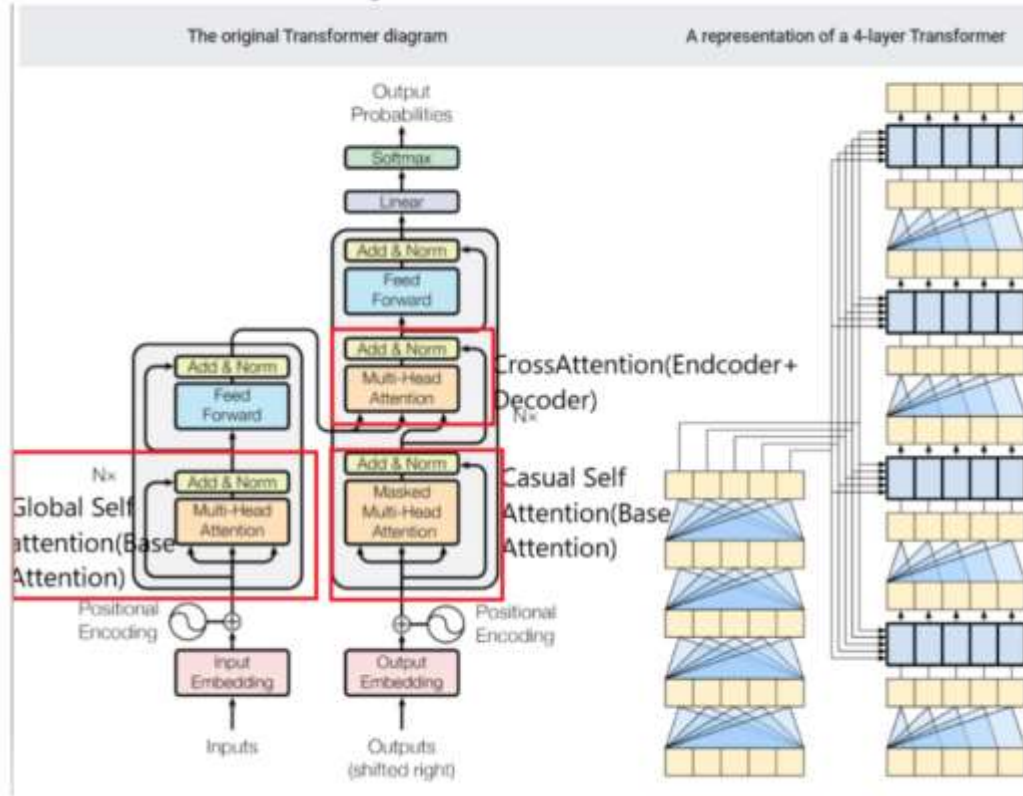 The original Transformer diagram
A representation of a 4-layer Transformer
Output
Probabilities
Softmax
Linear
Add & Norm
Feed
Forward
Add & Norm
Multi-Head
Attention
CrossAttention(Endcoder+
Decoder)
Nx
Add & Norm
Masked
Multi-Head
Attention
Casual Self
Attention(Base
Attention)
Add & Norm
Feed
Forward
Nx
Add & Norm
Multi-Head
Attention
Global Self
attention(Base
Attention)
Positional
Encoding
Positional
Encoding
Input
Embedding
Output
Embedding
Inputs
Outputs
(shifted right)